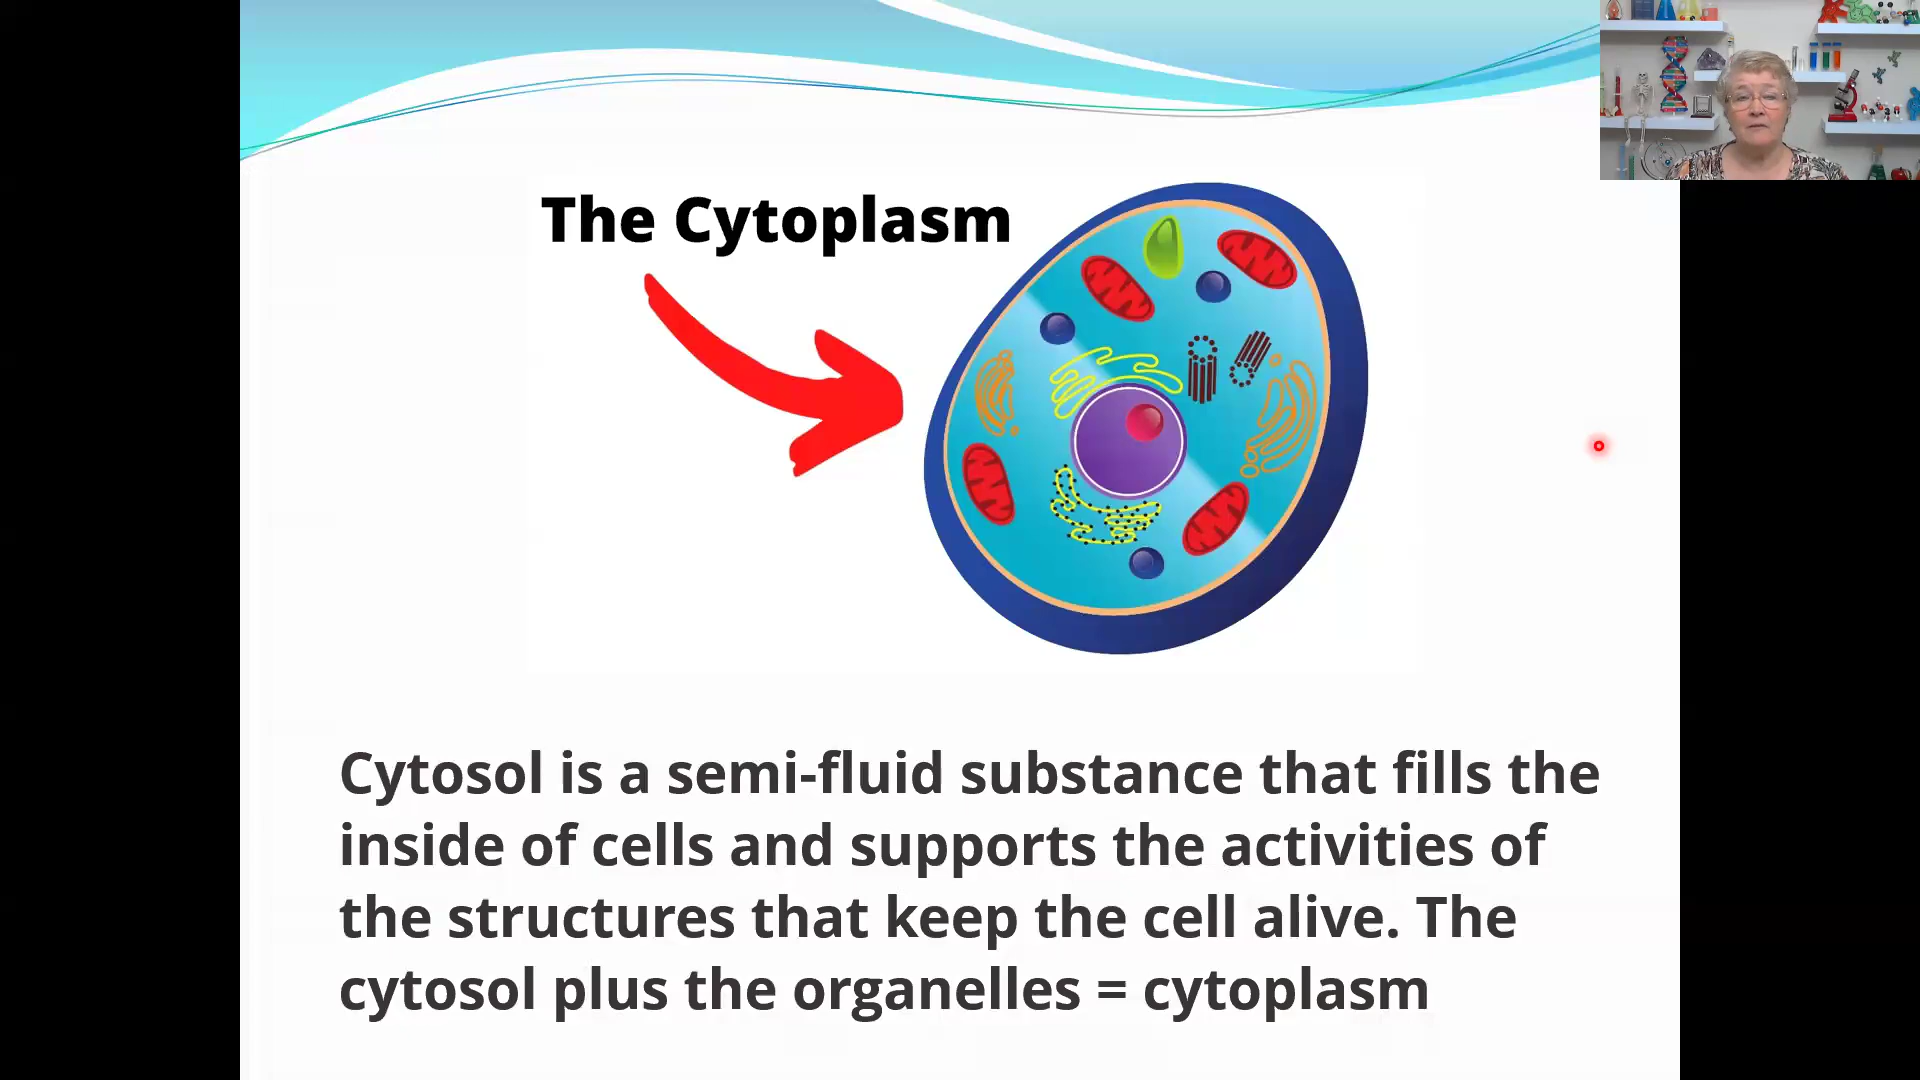 The Cytoplasm
Cytosol is a semi-fluid substance that fills the
inside of cells and supports the activities of
the structures that keep the cell alive. The
cytosol plus the organelles = cytoplasm